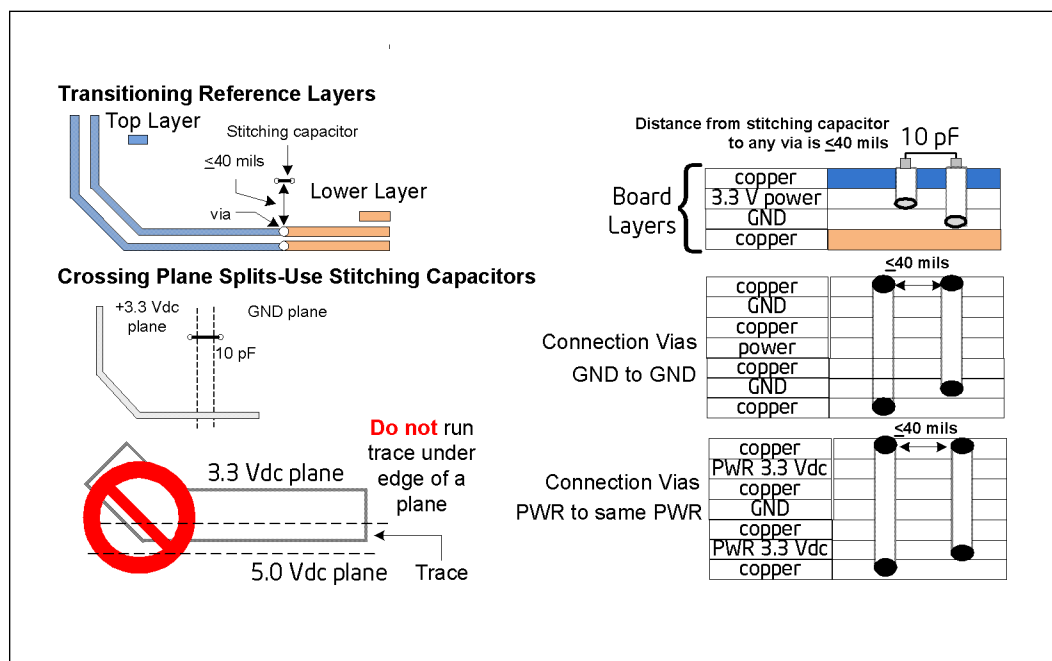 Transitioning Reference Layers
Top Layer
Stitching capacitor
≤40 mils
Lower Layer
via
Crossing Plane Splits-Use Stitching Capacitors
+3.3 Vdc
plane
GND plane
10 pF
Do not run
trace under
edge of a
plane
3.3 Vdc plane
5.0 Vdc plane
Trace
Distance from stitching capacitor
to any via is ≤40 mils
10 pF
Board
Layers
copper
3.3 V power
GND
copper
≤40 mils
Connection Vias
GND to GND
copper
GND
copper
power
copper
GND
copper
≤40 mils
Connection Vias
PWR to same PWR
copper
PWR 3.3 Vdc
copper
GND
copper
PWR 3.3 Vdc
copper